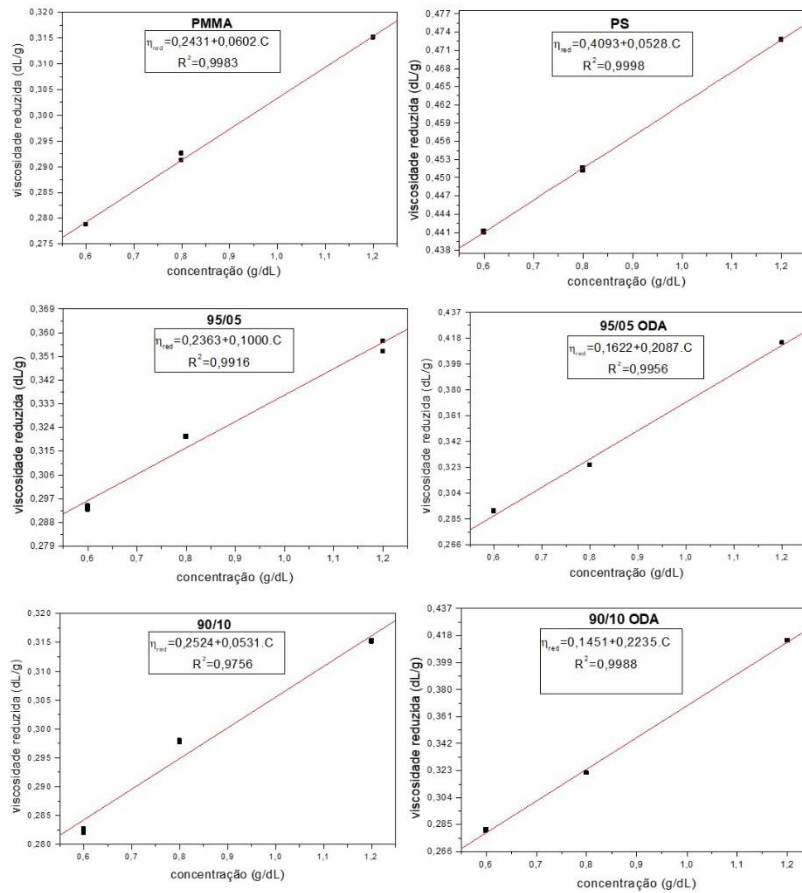 PMMA
η_red=0,2431+0,0602.C
R²=0,9983
viscosidade reduzida (dL/g)
0,320
0,315
0,310
0,305
0,300
0,295
0,290
0,285
0,280
0,275
0,6 0,7 0,8 0,9 1,0 1,1 1,2
concentração (g/dL)
PS
η_red=0,4093+0,0528.C
R²=0,9998
viscosidade reduzida (dL/g)
0,477
0,474
0,471
0,468
0,465
0,462
0,459
0,456
0,453
0,450
0,447
0,444
0,441
0,438
0,6 0,7 0,8 0,9 1,0 1,1 1,2
concentração (g/dL)
95/05
η_red=0,2363+0,1000.C
R²=0,9916
viscosidade reduzida (dL/g)
0,369
0,360
0,351
0,342
0,333
0,324
0,315
0,306
0,297
0,288
0,279
0,6 0,7 0,8 0,9 1,0 1,1 1,2
concentração (g/dL)
95/05 ODA
η_red=0,1622+0,2087.C
R²=0,9956
viscosidade reduzida (dL/g)
0,437
0,418
0,399
0,380
0,361
0,342
0,323
0,304
0,285
0,266
0,6 0,7 0,8 0,9 1,0 1,1 1,2
concentração (g/dL)
90/10
η_red=0,2524+0,0531.C
R²=0,9756
viscosidade reduzida (dL/g)
0,320
0,315
0,310
0,305
0,300
0,295
0,290
0,285
0,280
0,6 0,7 0,8 0,9 1,0 1,1 1,2
concentração (g/dL)
90/10 ODA
η_red=0,1451+0,2235.C
R²=0,9988
viscosidade reduzida (dL/g)
0,437
0,418
0,399
0,380
0,361
0,342
0,323
0,304
0,285
0,266
0,6 0,7 0,8 0,9 1,0 1,1 1,2
concentração (g/dL)